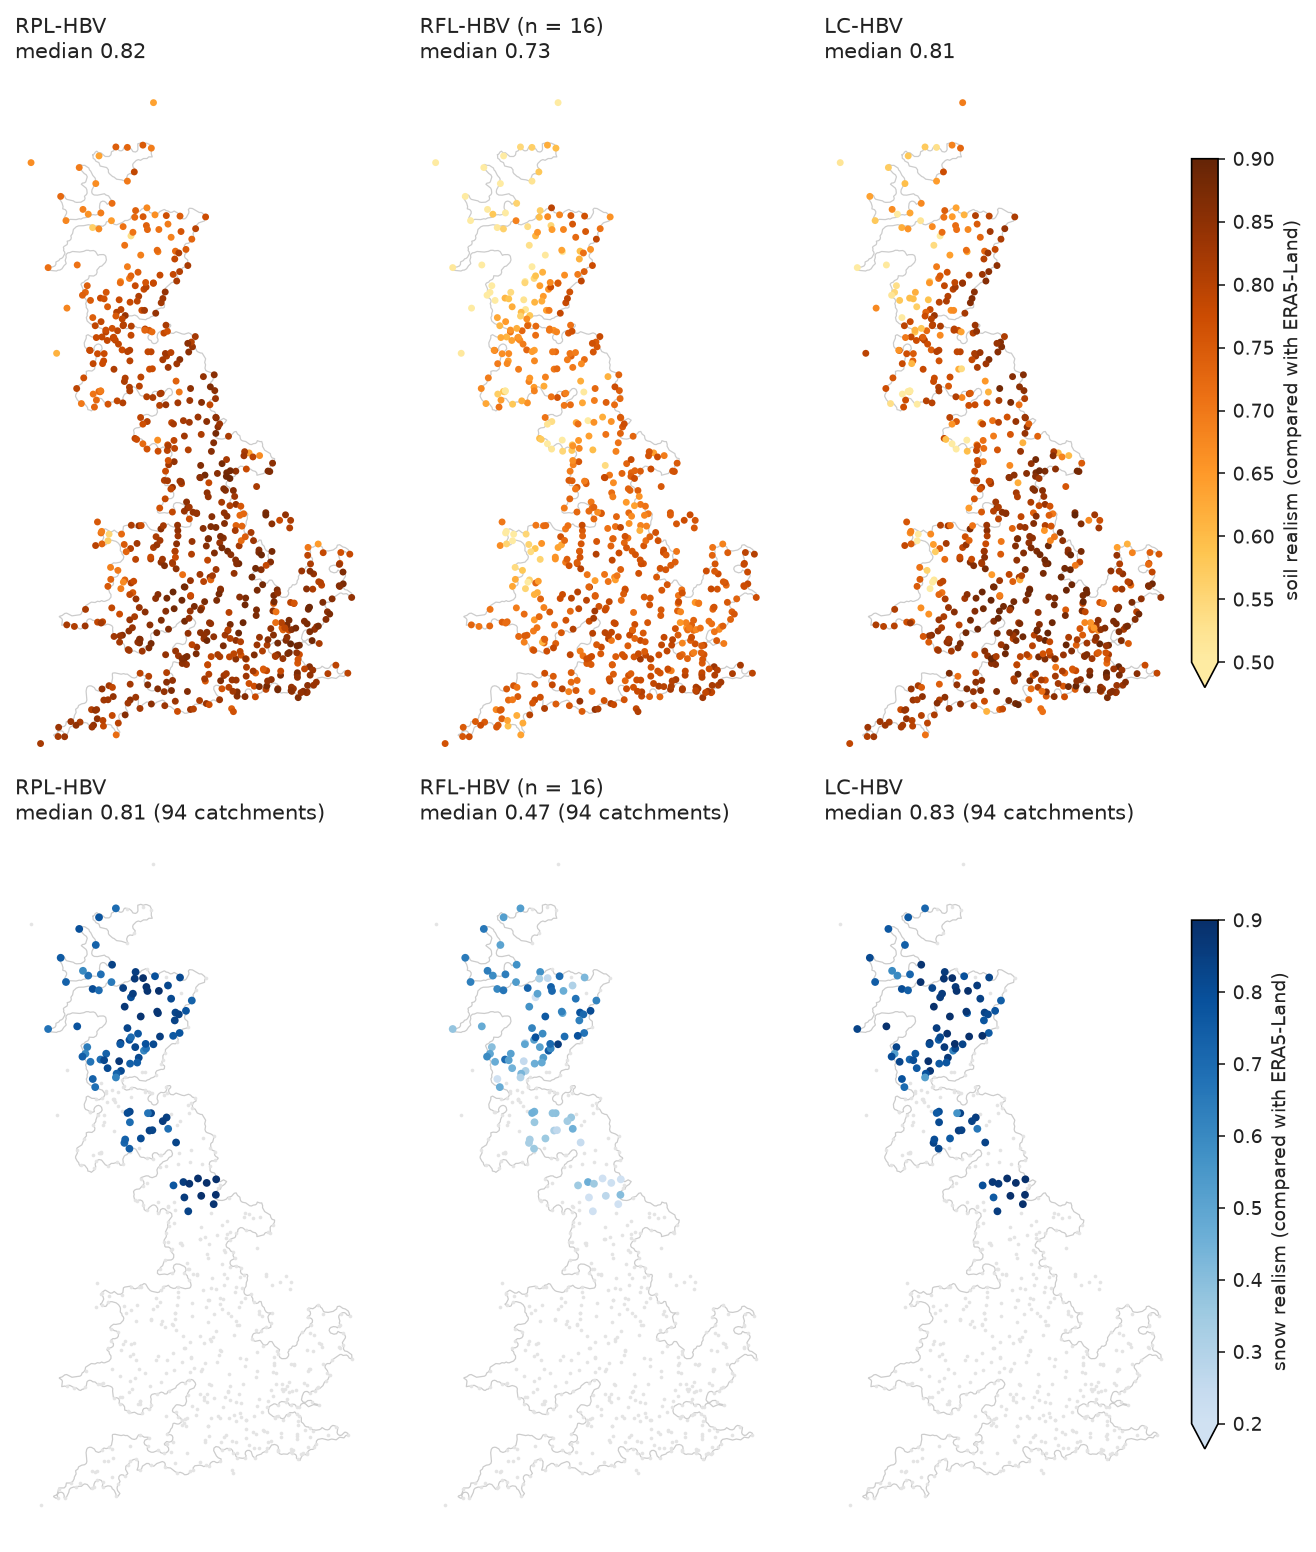 RPL-HBV
median 0.82
RFL-HBV (n = 16)
median 0.73
LC-HBV
median 0.81
0.90
0.85
0.80
0.75
0.70
0.65
0.60
0.55
0.50
soil realism (compared with ERA5-Land)
RPL-HBV
median 0.81 (94 catchments)
RFL-HBV (n = 16)
median 0.47 (94 catchments)
LC-HBV
median 0.83 (94 catchments)
0.9
0.8
0.7
0.6
0.5
0.4
0.3
0.2
snow realism (compared with ERA5-Land)